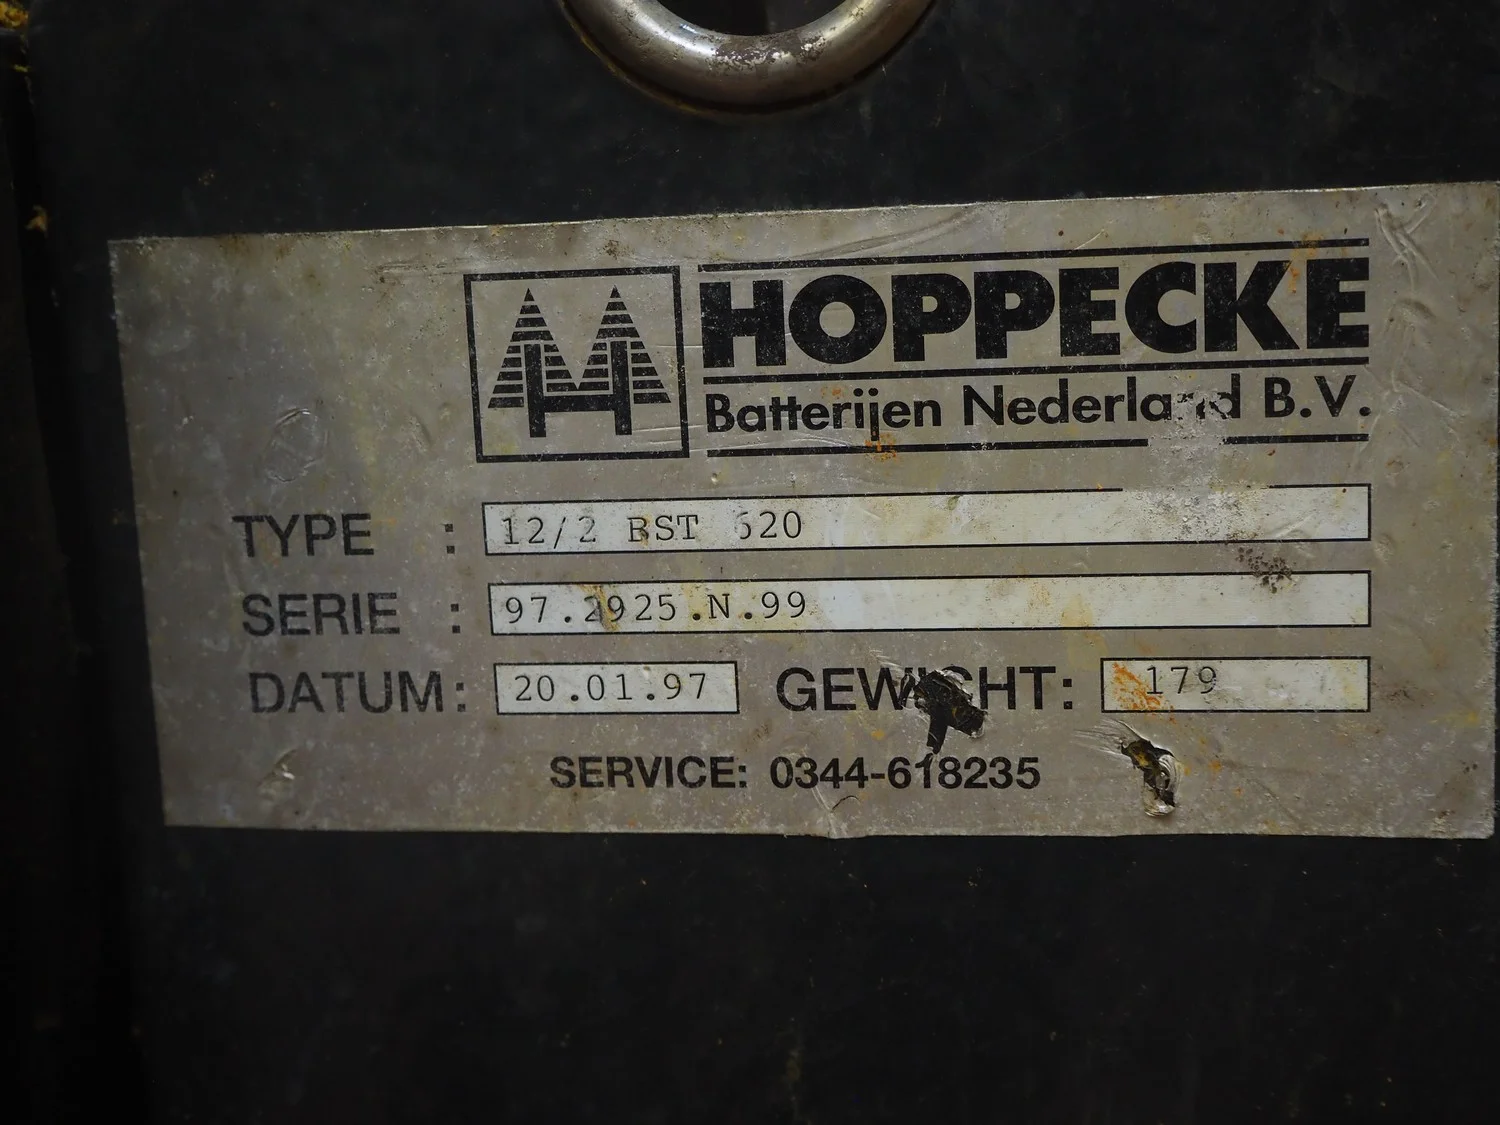 HOPPECKE
Batterijen Nederland B.V.
TYPE : 12/2 BST 620
SERIE : 97.2925.N.99
DATUM: 20.01.97 GEWICHT: 179
SERVICE: 0344-618235